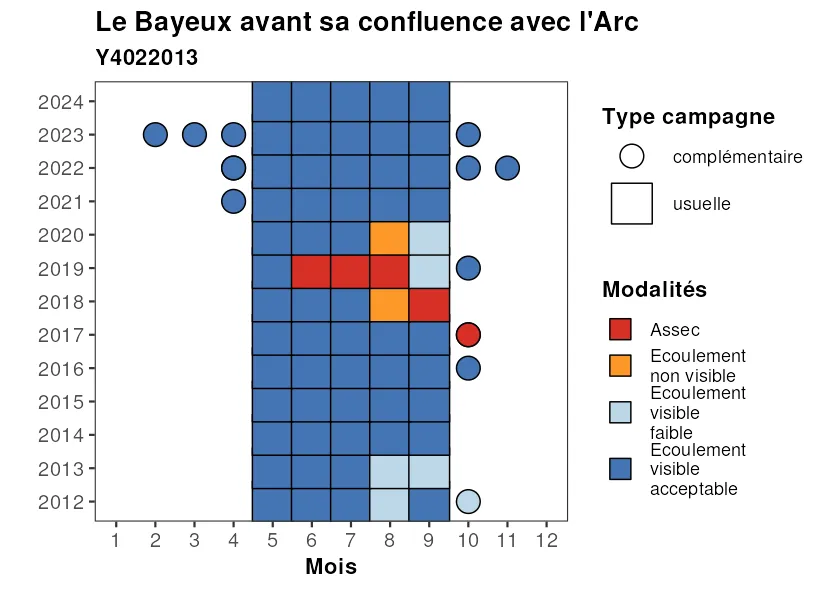 Le Bayeux avant sa confluence avec l'Arc
Y4022013
2024
2023
2022
2021
2020
2019
2018
2017
2016
2015
2014
2013
2012
1 2 3 4 5 6 7 8 9 10 11 12
Mois
Type campagne
complémentaire
usuelle
Modalités
Assec
Ecoulement
non visible
Ecoulement
visible
faible
Ecoulement
visible
acceptable